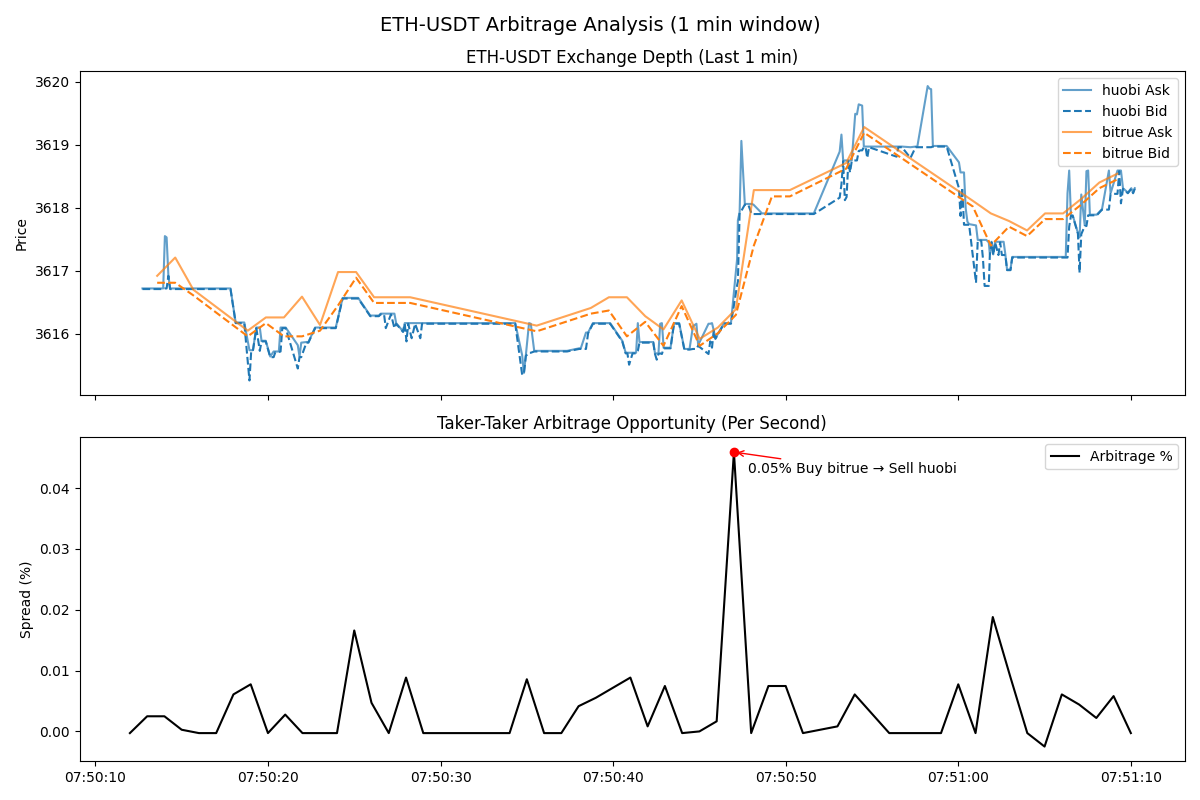 ETH-USDT Arbitrage Analysis (1 min window)
ETH-USDT Exchange Depth (Last 1 min)
Price
3620
3619
3618
3617
3616
huobi Ask
huobi Bid
bitrue Ask
bitrue Bid
Taker-Taker Arbitrage Opportunity (Per Second)
Spread (%)
0.04
0.03
0.02
0.01
0.00
Arbitrage %
0.05% Buy bitrue → Sell huobi
07:50:10 07:50:20 07:50:30 07:50:40 07:50:50 07:51:00 07:51:10